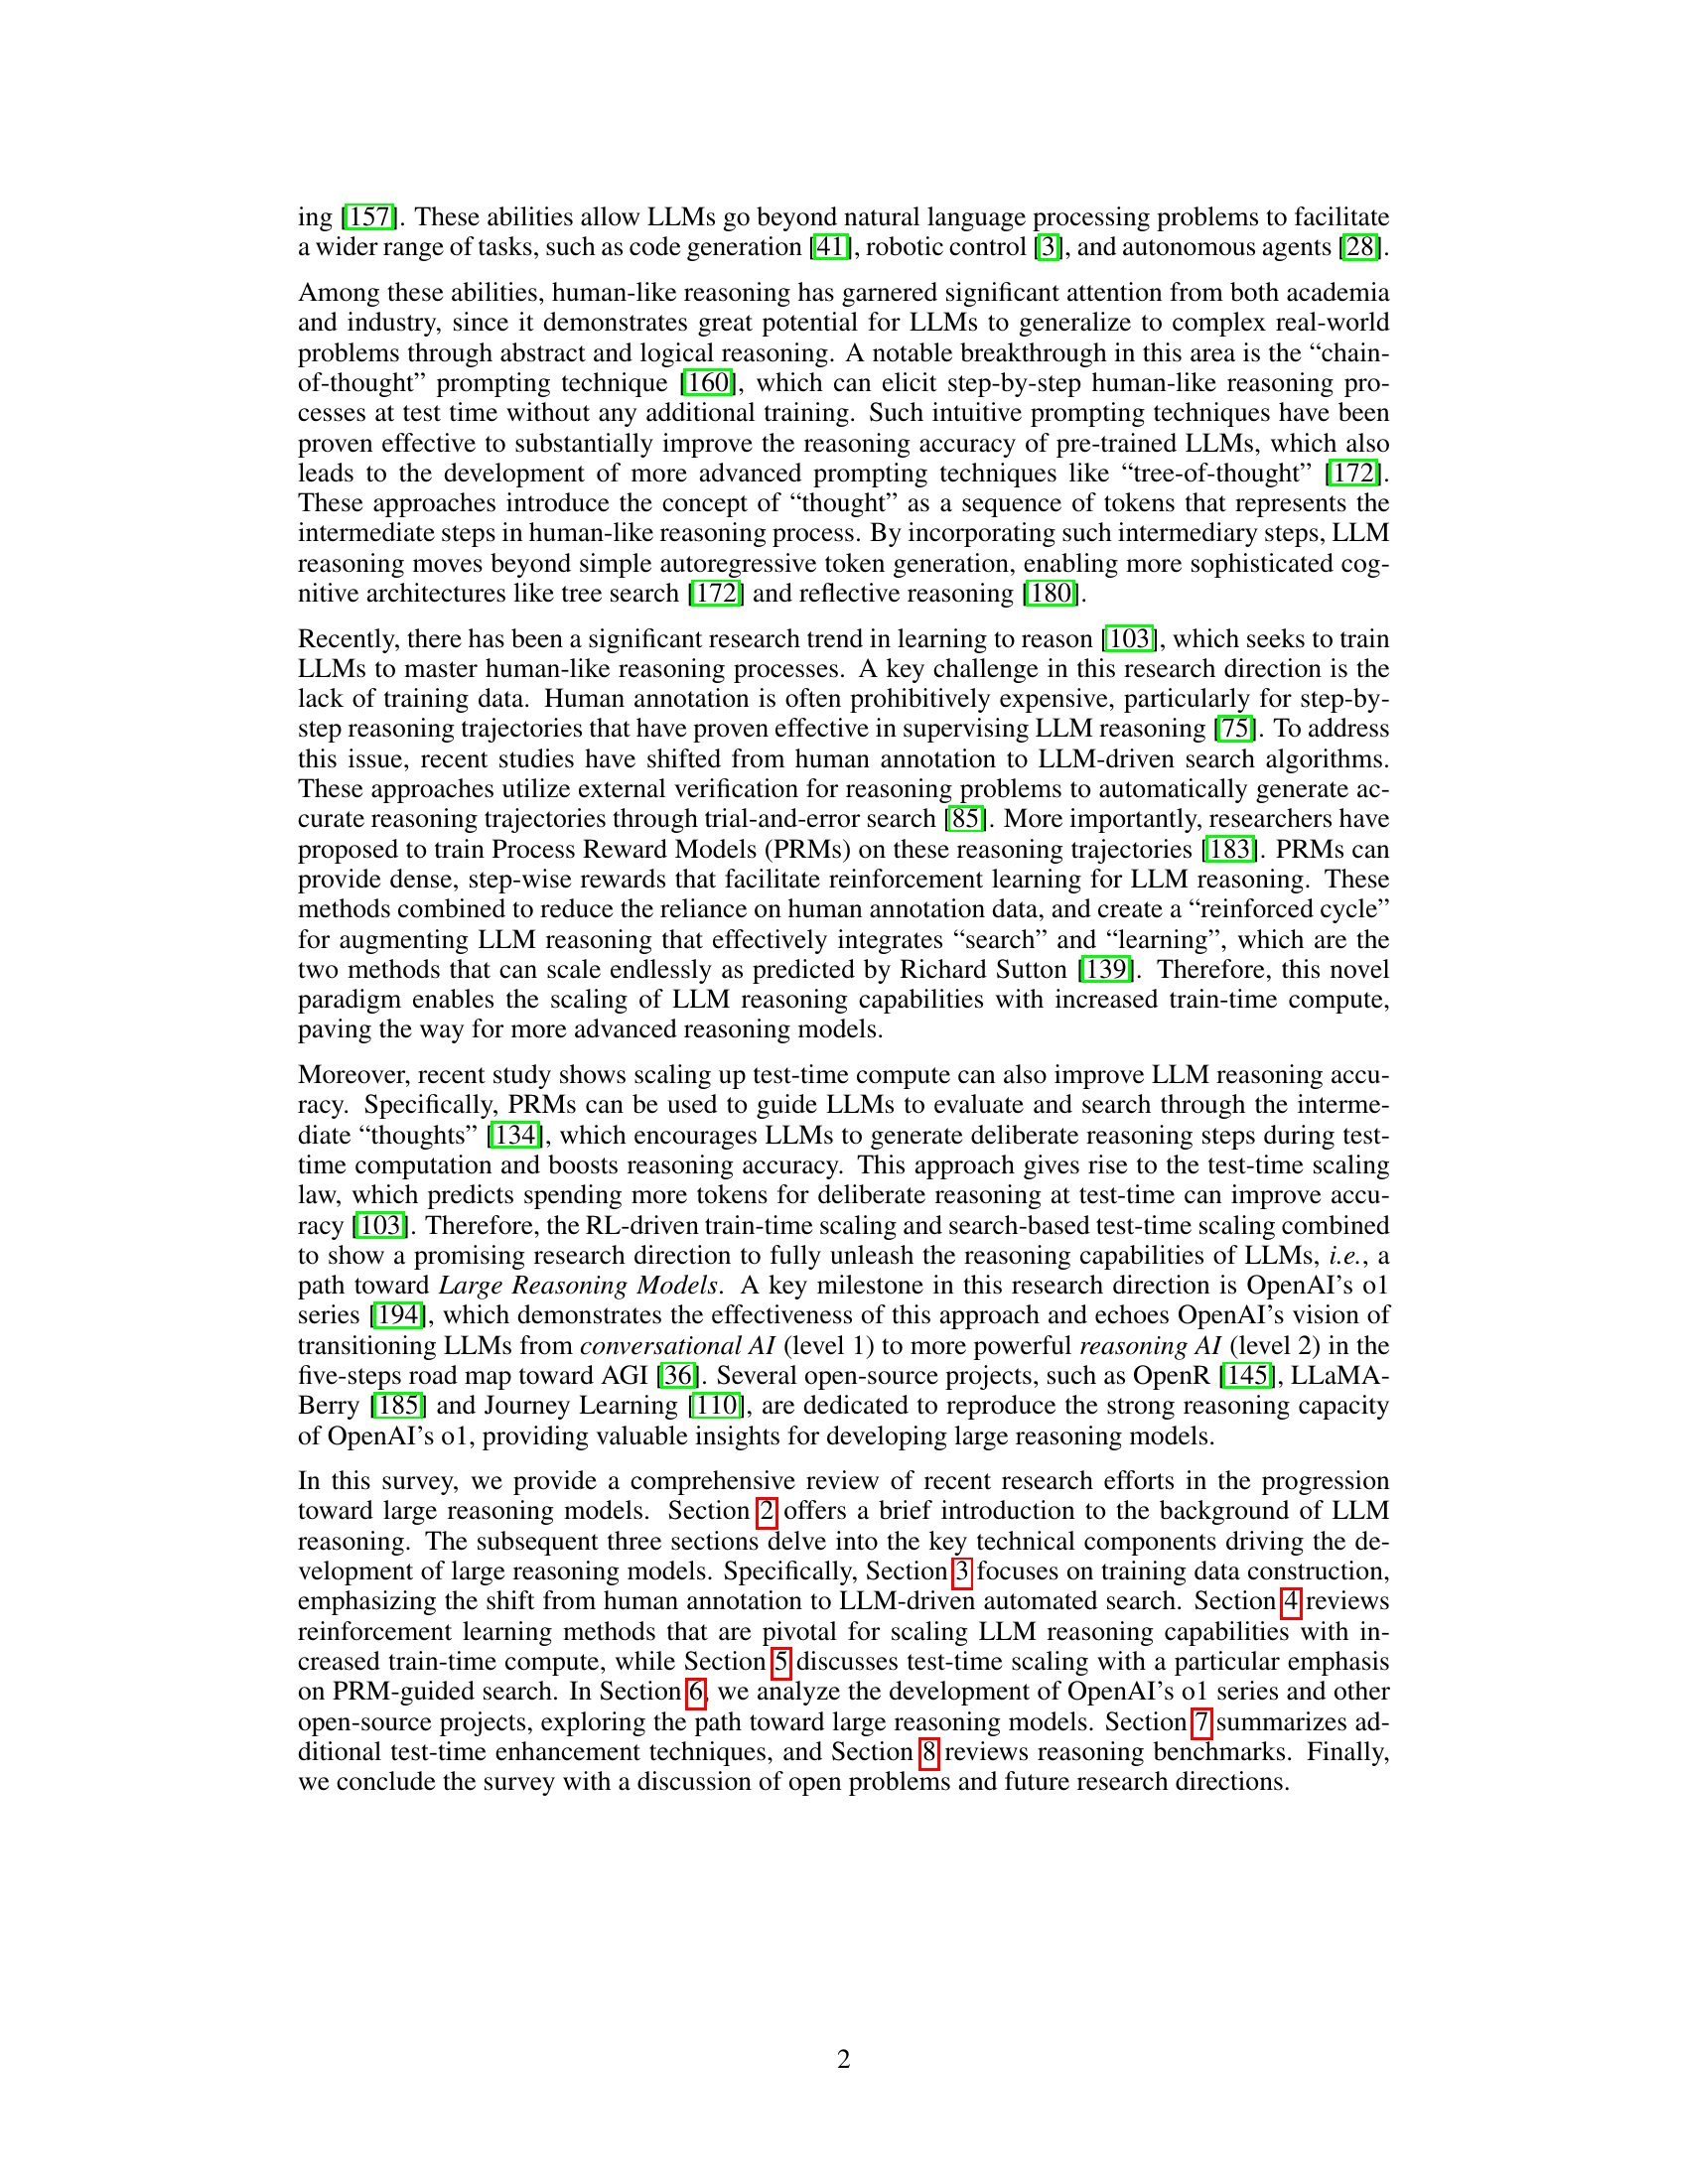 ing [157]. These abilities allow LLMs go beyond natural language processing problems to facilitate
a wider range of tasks, such as code generation [41], robotic control [3], and autonomous agents [28].
Among these abilities, human-like reasoning has garnered significant attention from both academia
and industry, since it demonstrates great potential for LLMs to generalize to complex real-world
problems through abstract and logical reasoning. A notable breakthrough in this area is the “chain-
of-thought” prompting technique [160], which can elicit step-by-step human-like reasoning pro-
cesses at test time without any additional training. Such intuitive prompting techniques have been
proven effective to substantially improve the reasoning accuracy of pre-trained LLMs, which also
leads to the development of more advanced prompting techniques like “tree-of-thought” [172].
These approaches introduce the concept of “thought” as a sequence of tokens that represents the
intermediate steps in human-like reasoning process. By incorporating such intermediary steps, LLM
reasoning moves beyond simple autoregressive token generation, enabling more sophisticated cog-
nitive architectures like tree search [172] and reflective reasoning [180].
Recently, there has been a significant research trend in learning to reason [103], which seeks to train
LLMs to master human-like reasoning processes. A key challenge in this research direction is the
lack of training data. Human annotation is often prohibitively expensive, particularly for step-by-
step reasoning trajectories that have proven effective in supervising LLM reasoning [75]. To address
this issue, recent studies have shifted from human annotation to LLM-driven search algorithms.
These approaches utilize external verification for reasoning problems to automatically generate ac-
curate reasoning trajectories through trial-and-error search [85]. More importantly, researchers have
proposed to train Process Reward Models (PRMs) on these reasoning trajectories [183]. PRMs can
provide dense, step-wise rewards that facilitate reinforcement learning for LLM reasoning. These
methods combined to reduce the reliance on human annotation data, and create a “reinforced cycle”
for augmenting LLM reasoning that effectively integrates “search” and “learning”, which are the
two methods that can scale endlessly as predicted by Richard Sutton [139]. Therefore, this novel
paradigm enables the scaling of LLM reasoning capabilities with increased train-time compute,
paving the way for more advanced reasoning models.
Moreover, recent study shows scaling up test-time compute can also improve LLM reasoning accu-
racy. Specifically, PRMs can be used to guide LLMs to evaluate and search through the interme-
diate “thoughts” [134], which encourages LLMs to generate deliberate reasoning steps during test-
time computation and boosts reasoning accuracy. This approach gives rise to the test-time scaling
law, which predicts spending more tokens for deliberate reasoning at test-time can improve accu-
racy [103]. Therefore, the RL-driven train-time scaling and search-based test-time scaling combined
to show a promising research direction to fully unleash the reasoning capabilities of LLMs, i.e., a
path toward Large Reasoning Models. A key milestone in this research direction is OpenAI’s o1
series [194], which demonstrates the effectiveness of this approach and echoes OpenAI’s vision of
transitioning LLMs from conversational AI (level 1) to more powerful reasoning AI (level 2) in the
five-steps road map toward AGI [36]. Several open-source projects, such as OpenR [145], LLaMA-
Berry [185] and Journey Learning [110], are dedicated to reproduce the strong reasoning capacity
of OpenAI’s o1, providing valuable insights for developing large reasoning models.
In this survey, we provide a comprehensive review of recent research efforts in the progression
toward large reasoning models. Section 2 offers a brief introduction to the background of LLM
reasoning. The subsequent three sections delve into the key technical components driving the de-
velopment of large reasoning models. Specifically, Section 3 focuses on training data construction,
emphasizing the shift from human annotation to LLM-driven automated search. Section 4 reviews
reinforcement learning methods that are pivotal for scaling LLM reasoning capabilities with in-
creased train-time compute, while Section 5 discusses test-time scaling with a particular emphasis
on PRM-guided search. In Section 6, we analyze the development of OpenAI’s o1 series and other
open-source projects, exploring the path toward large reasoning models. Section 7 summarizes ad-
ditional test-time enhancement techniques, and Section 8 reviews reasoning benchmarks. Finally,
we conclude the survey with a discussion of open problems and future research directions.
2